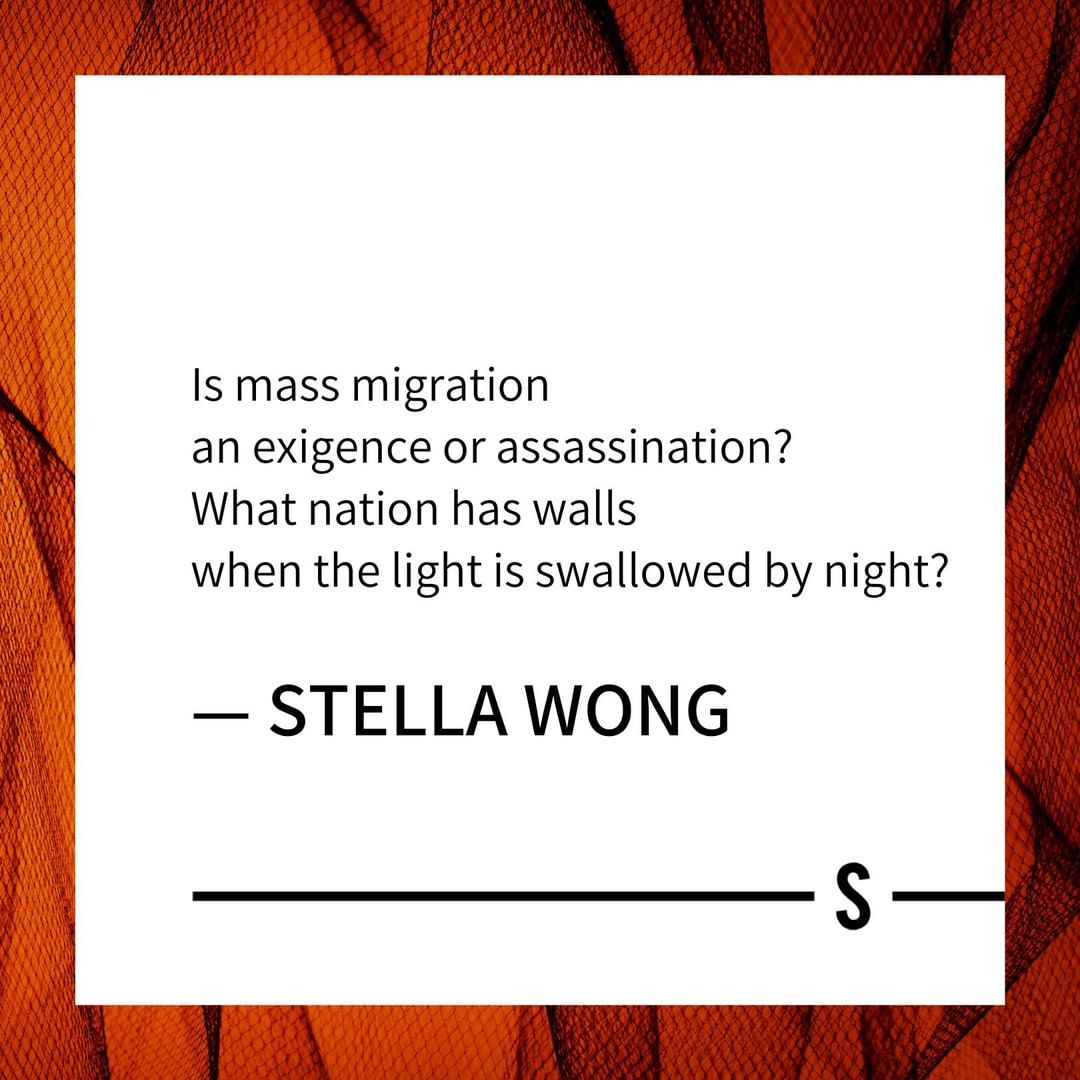 Is mass migration
an exigence or assassination?
What nation has walls
when the light is swallowed by night?
— STELLA WONG
S